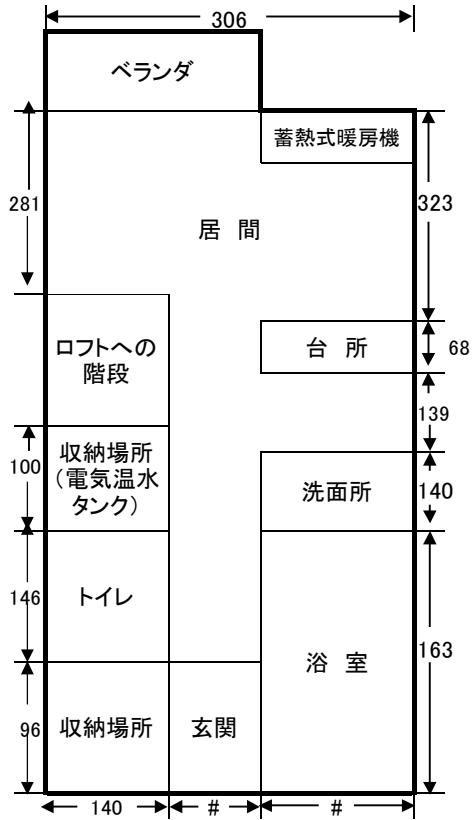 306
ベランダ
蓄熱式暖房機
281
323
居 間
ロフトへの
階段
台 所
68
139
収納場所
(電気温水
タンク)
100
洗面所
140
146
トイレ
浴 室
163
96
収納場所
玄関
140
#
#